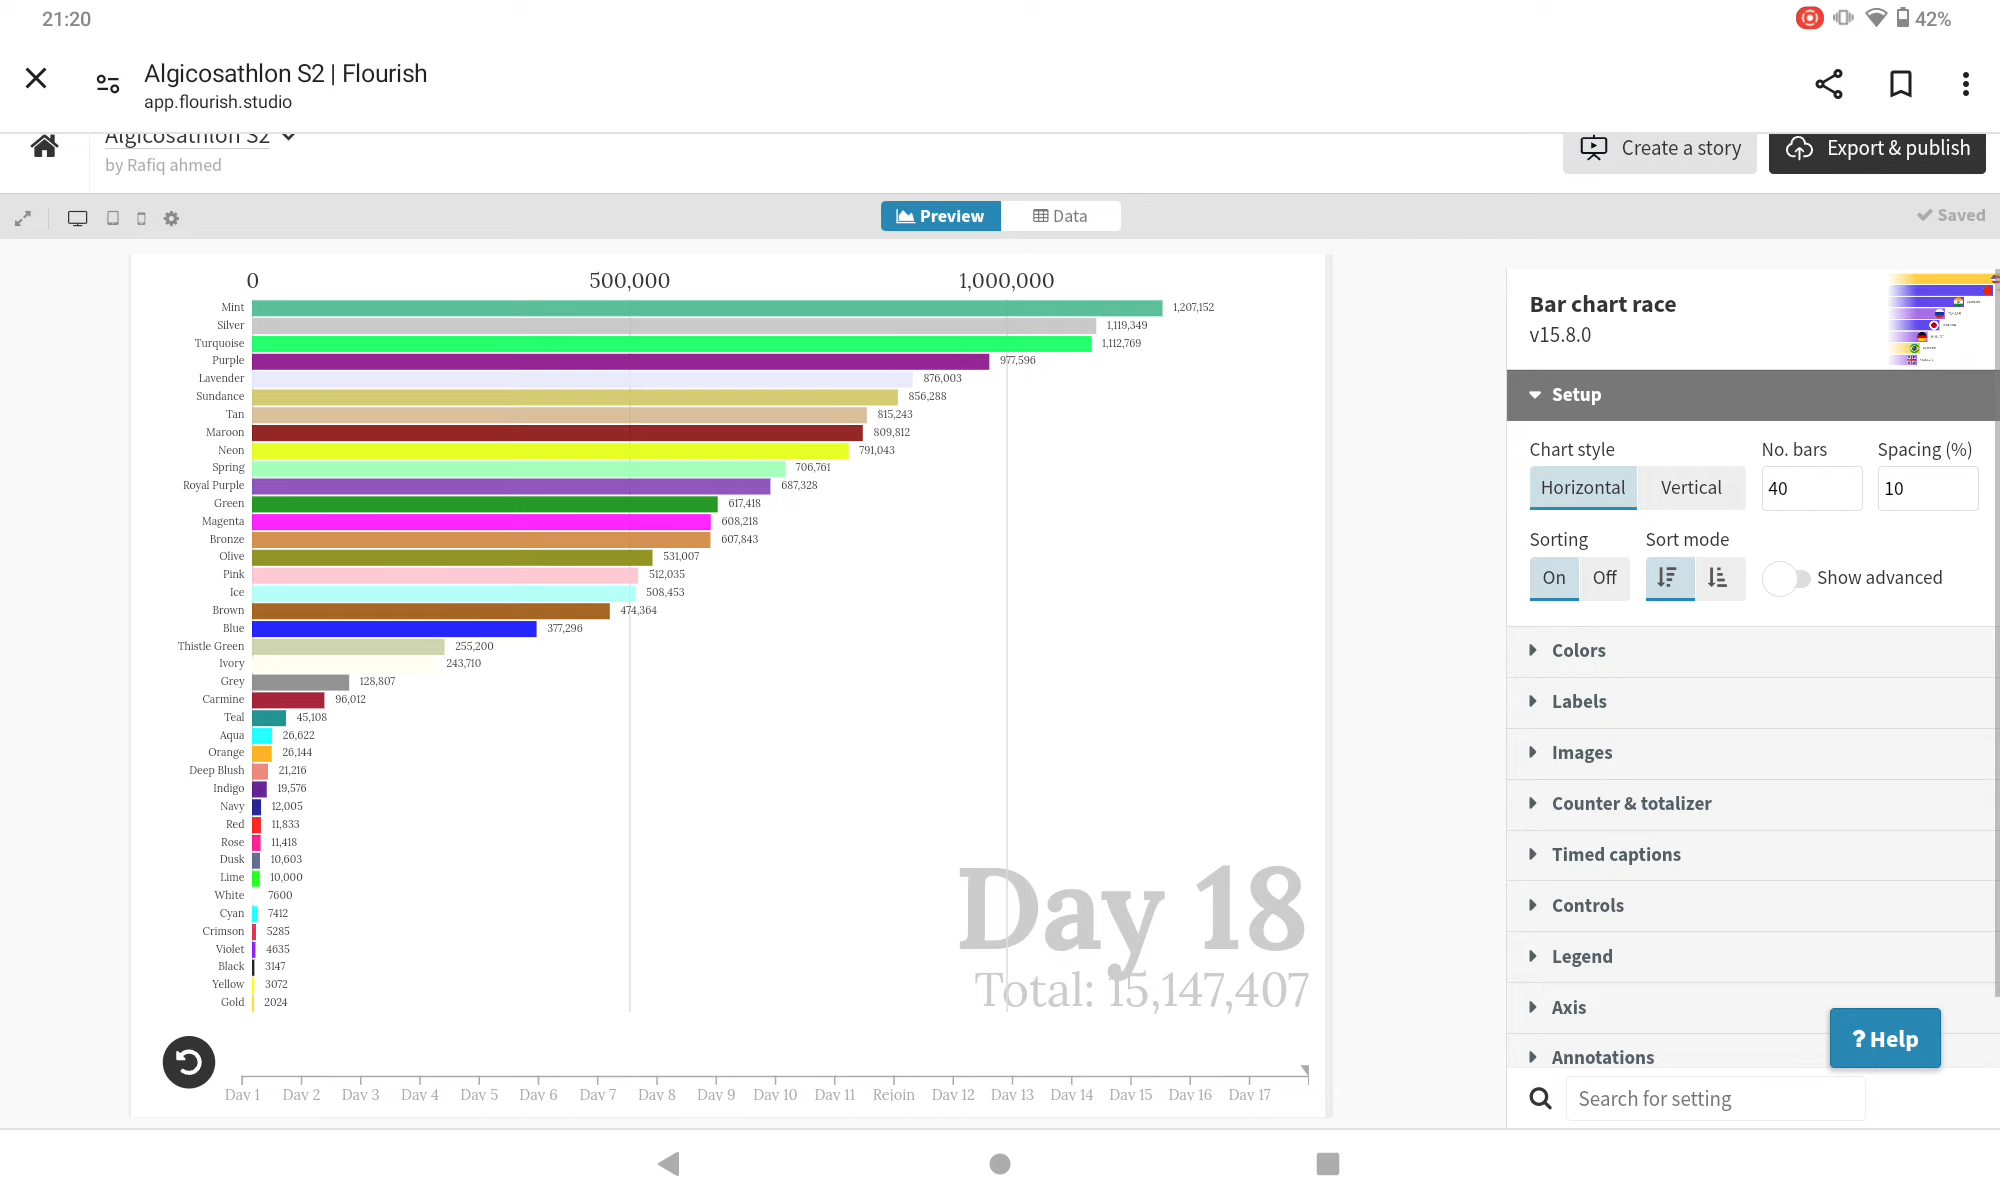 21:20
42%
Algicosathlon S2 | Flourish
app.flourish.studio
Algicosathlon S2
by Rafiq ahmed
Create a story
Export & publish
Preview
Data
Saved
0 500,000 1,000,000
Mint 1,207,152
Silver 1,119,349
Turquoise 1,112,769
Purple 977,596
Lavender 876,003
Sundance 856,288
Tan 815,243
Maroon 809,812
Neon 791,043
Spring 706,761
Royal Purple 687,328
Green 617,418
Magenta 608,218
Bronze 607,843
Olive 531,007
Pink 512,035
Ice 508,453
Brown 474,364
Blue 377,296
Thistle Green 255,200
Ivory 243,710
Grey 128,807
Carmine 96,012
Teal 45,108
Aqua 26,622
Orange 26,144
Deep Blush 21,216
Indigo 19,576
Navy 12,005
Red 11,833
Rose 11,418
Dusk 10,603
Lime 10,000
White 7600
Cyan 7412
Crimson 5285
Violet 4635
Black 3147
Yellow 3072
Gold 2024
Day 18
Total: 15,147,407
Day 1 Day 2 Day 3 Day 4 Day 5 Day 6 Day 7 Day 8 Day 9 Day 10 Day 11 Rejoin Day 12 Day 13 Day 14 Day 15 Day 16 Day 17
Bar chart race
v15.8.0
Setup
Chart style No. bars Spacing (%)
Horizontal Vertical 40 10
Sorting Sort mode
On Off Show advanced
Colors
Labels
Images
Counter & totalizer
Timed captions
Controls
Legend
Axis
Annotations
? Help
Search for setting